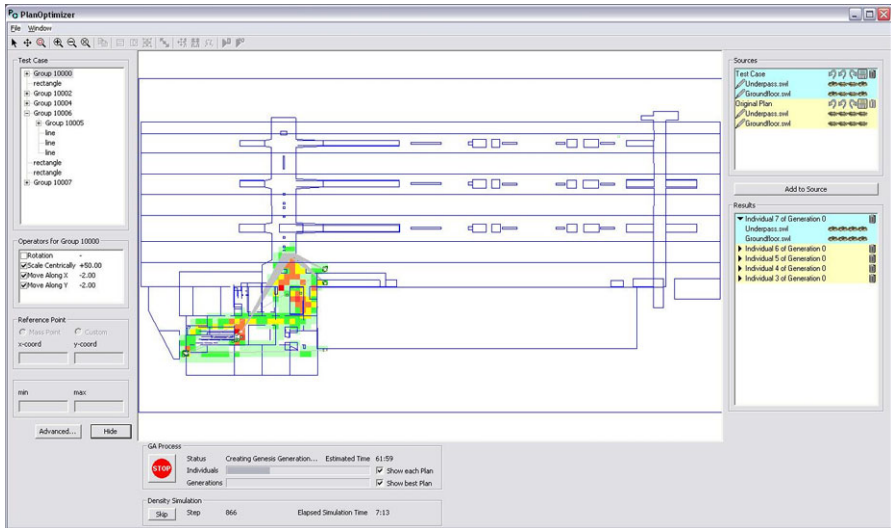 PO PlanOptimizer
File Window
Test Case
Group 10000
rectangle
Group 10002
Group 10004
Group 10006
Group 10005
line
line
line
rectangle
rectangle
Group 10007
Operators for Group 10000
Rotation -
Scale Centrically +50.00
Move Along X -2.00
Move Along Y -2.00
Reference Point
Mass Point Custom
x-coord y-coord
min max
Advanced... Hide
GA Process
STOP
Status Creating Genesis Generation... Estimated Time 61:59
Individuals Show each Plan
Generations Show best Plan
Density Simulation
Skip Step 866 Elapsed Simulation Time 7:13
Sources
Test Case
Underpass.swl
Groundfloor.swl
Original Plan
Underpass.swl
Groundfloor.swl
Add to Source
Results
Individual 7 of Generation 0
Underpass.swl
Groundfloor.swl
Individual 6 of Generation 0
Individual 5 of Generation 0
Individual 4 of Generation 0
Individual 3 of Generation 0